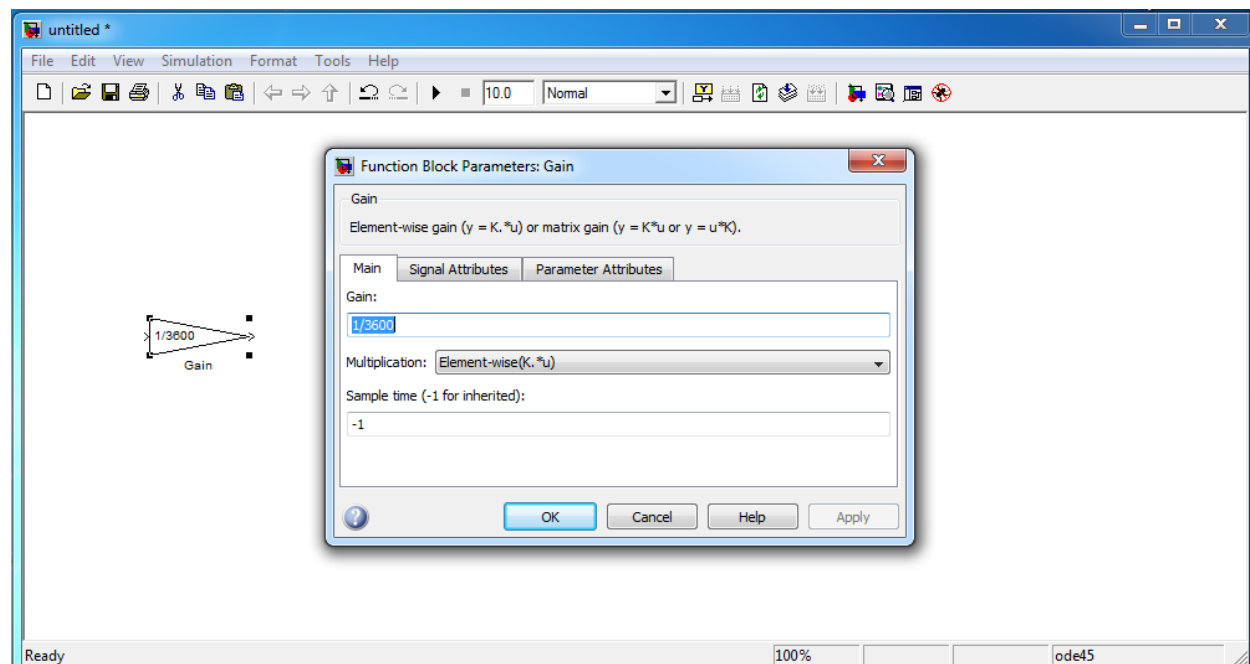 untitled *
File Edit View Simulation Format Tools Help
10.0 Normal
Function Block Parameters: Gain
Gain
Element-wise gain (y = K.*u) or matrix gain (y = K*u or y = u*K).
Main Signal Attributes Parameter Attributes
Gain:
1/3600
Multiplication: Element-wise(K.*u)
Sample time (-1 for inherited):
-1
OK Cancel Help Apply
1/3600
Gain
Ready 100% ode45